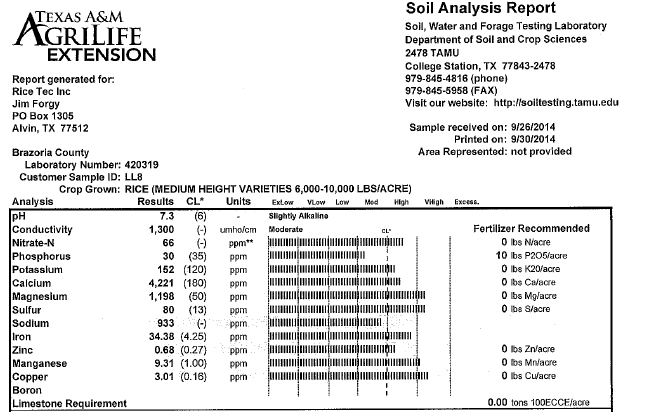 TEXAS A&M
AGRILIFE
EXTENSION
Soil Analysis Report
Soil, Water and Forage Testing Laboratory
Department of Soil and Crop Sciences
2478 TAMU
College Station, TX 77843-2478
979-845-4816 (phone)
979-845-5958 (FAX)
Visit our website: http://soiltesting.tamu.edu
Report generated for:
Rice Tec Inc
Jim Forgy
PO Box 1305
Alvin, TX 77512
Sample received on: 9/26/2014
Printed on: 9/30/2014
Area Represented: not provided
Brazoria County
Laboratory Number: 420319
Customer Sample ID: LL8
Crop Grown: RICE (MEDIUM HEIGHT VARIETIES 6,000-10,000 LBS/ACRE)
Analysis Results CL* Units ExLow VLow Low Mod High VHigh Excess.
pH 7.3 (6) - Slightly Alkaline
Conductivity 1,300 (-) umho/cm Moderate CL* Fertilizer Recommended
Nitrate-N 66 (-) ppm** 0 lbs N/acre
Phosphorus 30 (35) ppm 10 lbs P2O5/acre
Potassium 152 (120) ppm 0 lbs K20/acre
Calcium 4,221 (180) ppm 0 lbs Ca/acre
Magnesium 1,198 (50) ppm 0 lbs Mg/acre
Sulfur 80 (13) ppm 0 lbs S/acre
Sodium 933 (-) ppm
Iron 34.38 (4.25) ppm
Zinc 0.68 (0.27) ppm 0 lbs Zn/acre
Manganese 9.31 (1.00) ppm 0 lbs Mn/acre
Copper 3.01 (0.16) ppm 0 lbs Cu/acre
Boron
Limestone Requirement 0.00 tons 100ECCE/acre